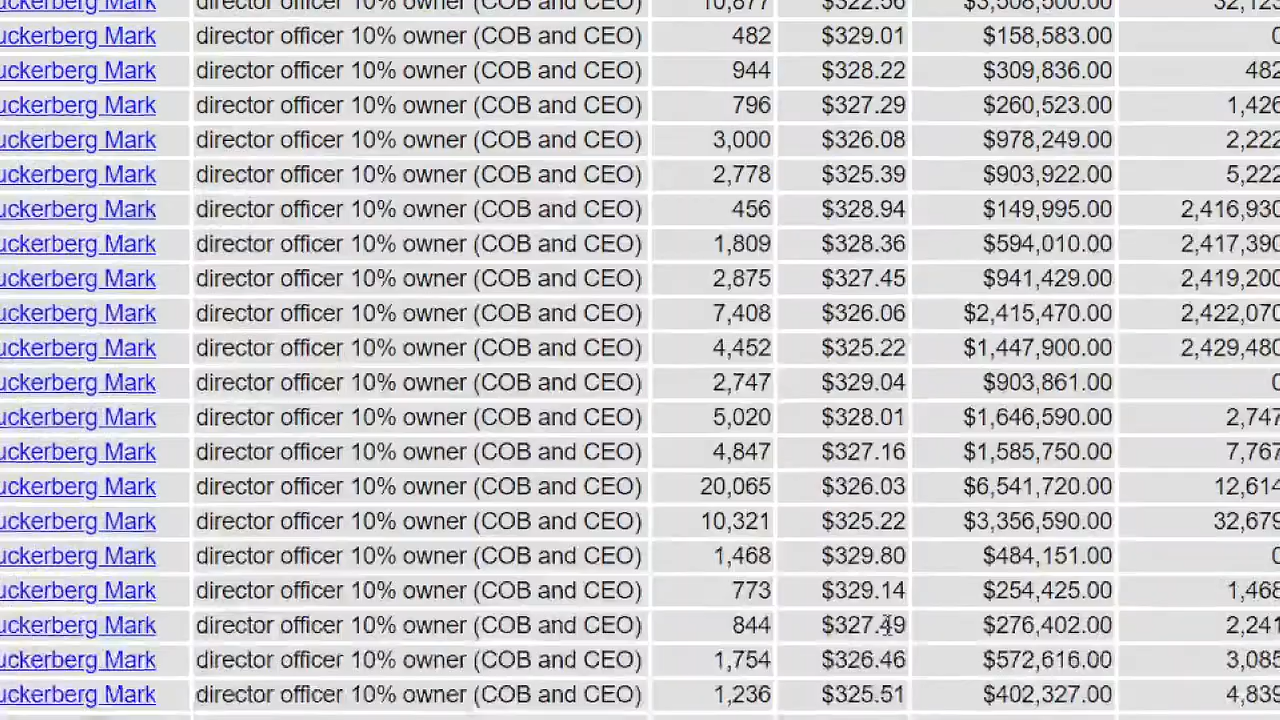 uckerberg Mark director officer 10% owner (COB and CEO) 10,877 $322.56 $3,508,500.00 32,123
uckerberg Mark director officer 10% owner (COB and CEO) 482 $329.01 $158,583.00 0
uckerberg Mark director officer 10% owner (COB and CEO) 944 $328.22 $309,836.00 482
uckerberg Mark director officer 10% owner (COB and CEO) 796 $327.29 $260,523.00 1,426
uckerberg Mark director officer 10% owner (COB and CEO) 3,000 $326.08 $978,249.00 2,222
uckerberg Mark director officer 10% owner (COB and CEO) 2,778 $325.39 $903,922.00 5,222
uckerberg Mark director officer 10% owner (COB and CEO) 456 $328.94 $149,995.00 2,416,930
uckerberg Mark director officer 10% owner (COB and CEO) 1,809 $328.36 $594,010.00 2,417,390
uckerberg Mark director officer 10% owner (COB and CEO) 2,875 $327.45 $941,429.00 2,419,200
uckerberg Mark director officer 10% owner (COB and CEO) 7,408 $326.06 $2,415,470.00 2,422,070
uckerberg Mark director officer 10% owner (COB and CEO) 4,452 $325.22 $1,447,900.00 2,429,480
uckerberg Mark director officer 10% owner (COB and CEO) 2,747 $329.04 $903,861.00 0
uckerberg Mark director officer 10% owner (COB and CEO) 5,020 $328.01 $1,646,590.00 2,747
uckerberg Mark director officer 10% owner (COB and CEO) 4,847 $327.16 $1,585,750.00 7,767
uckerberg Mark director officer 10% owner (COB and CEO) 20,065 $326.03 $6,541,720.00 12,614
uckerberg Mark director officer 10% owner (COB and CEO) 10,321 $325.22 $3,356,590.00 32,679
uckerberg Mark director officer 10% owner (COB and CEO) 1,468 $329.80 $484,151.00 0
uckerberg Mark director officer 10% owner (COB and CEO) 773 $329.14 $254,425.00 1,468
uckerberg Mark director officer 10% owner (COB and CEO) 844 $327.49 $276,402.00 2,241
uckerberg Mark director officer 10% owner (COB and CEO) 1,754 $326.46 $572,616.00 3,085
uckerberg Mark director officer 10% owner (COB and CEO) 1,236 $325.51 $402,327.00 4,839